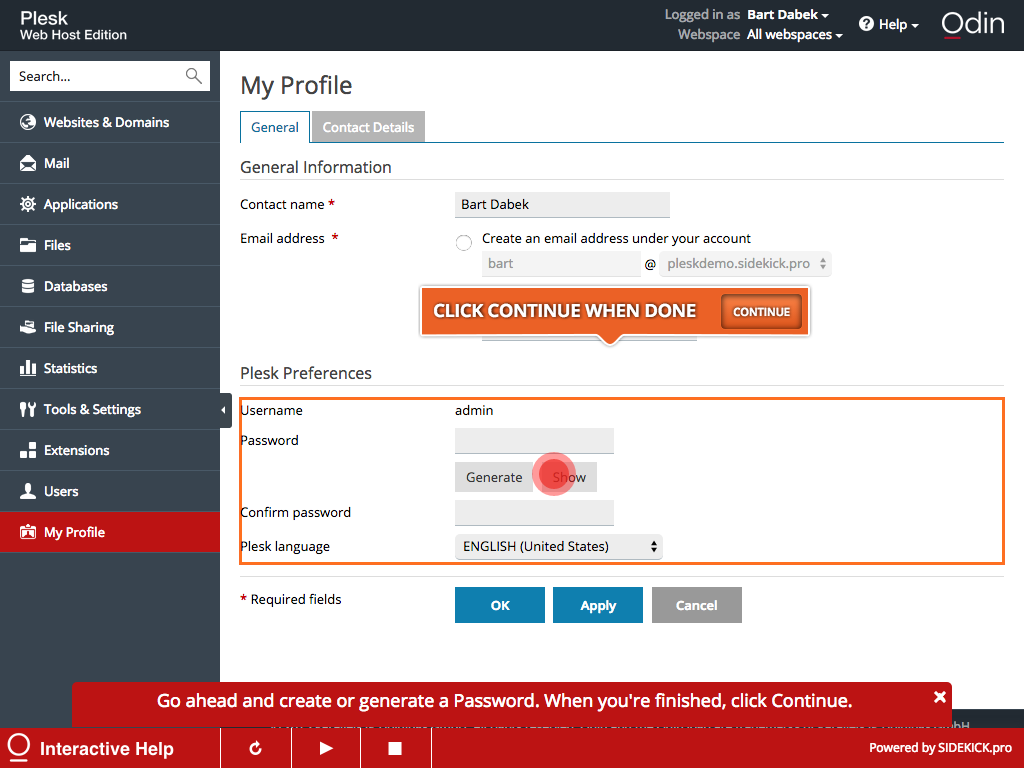 Plesk
Web Host Edition
Logged in as Bart Dabek
Webspace All webspaces
Help
Odin
Search...
Websites & Domains
Mail
Applications
Files
Databases
File Sharing
Statistics
Tools & Settings
Extensions
Users
My Profile
My Profile
General
Contact Details
General Information
Contact name *
Bart Dabek
Email address *
Create an email address under your account
bart @ pleskdemo.sidekick.pro
CLICK CONTINUE WHEN DONE
CONTINUE
Plesk Preferences
Username
admin
Password
Generate
Show
Confirm password
Plesk language
ENGLISH (United States)
* Required fields
OK
Apply
Cancel
Go ahead and create or generate a Password. When you're finished, click Continue.
Interactive Help
Powered by SIDEKICK.pro